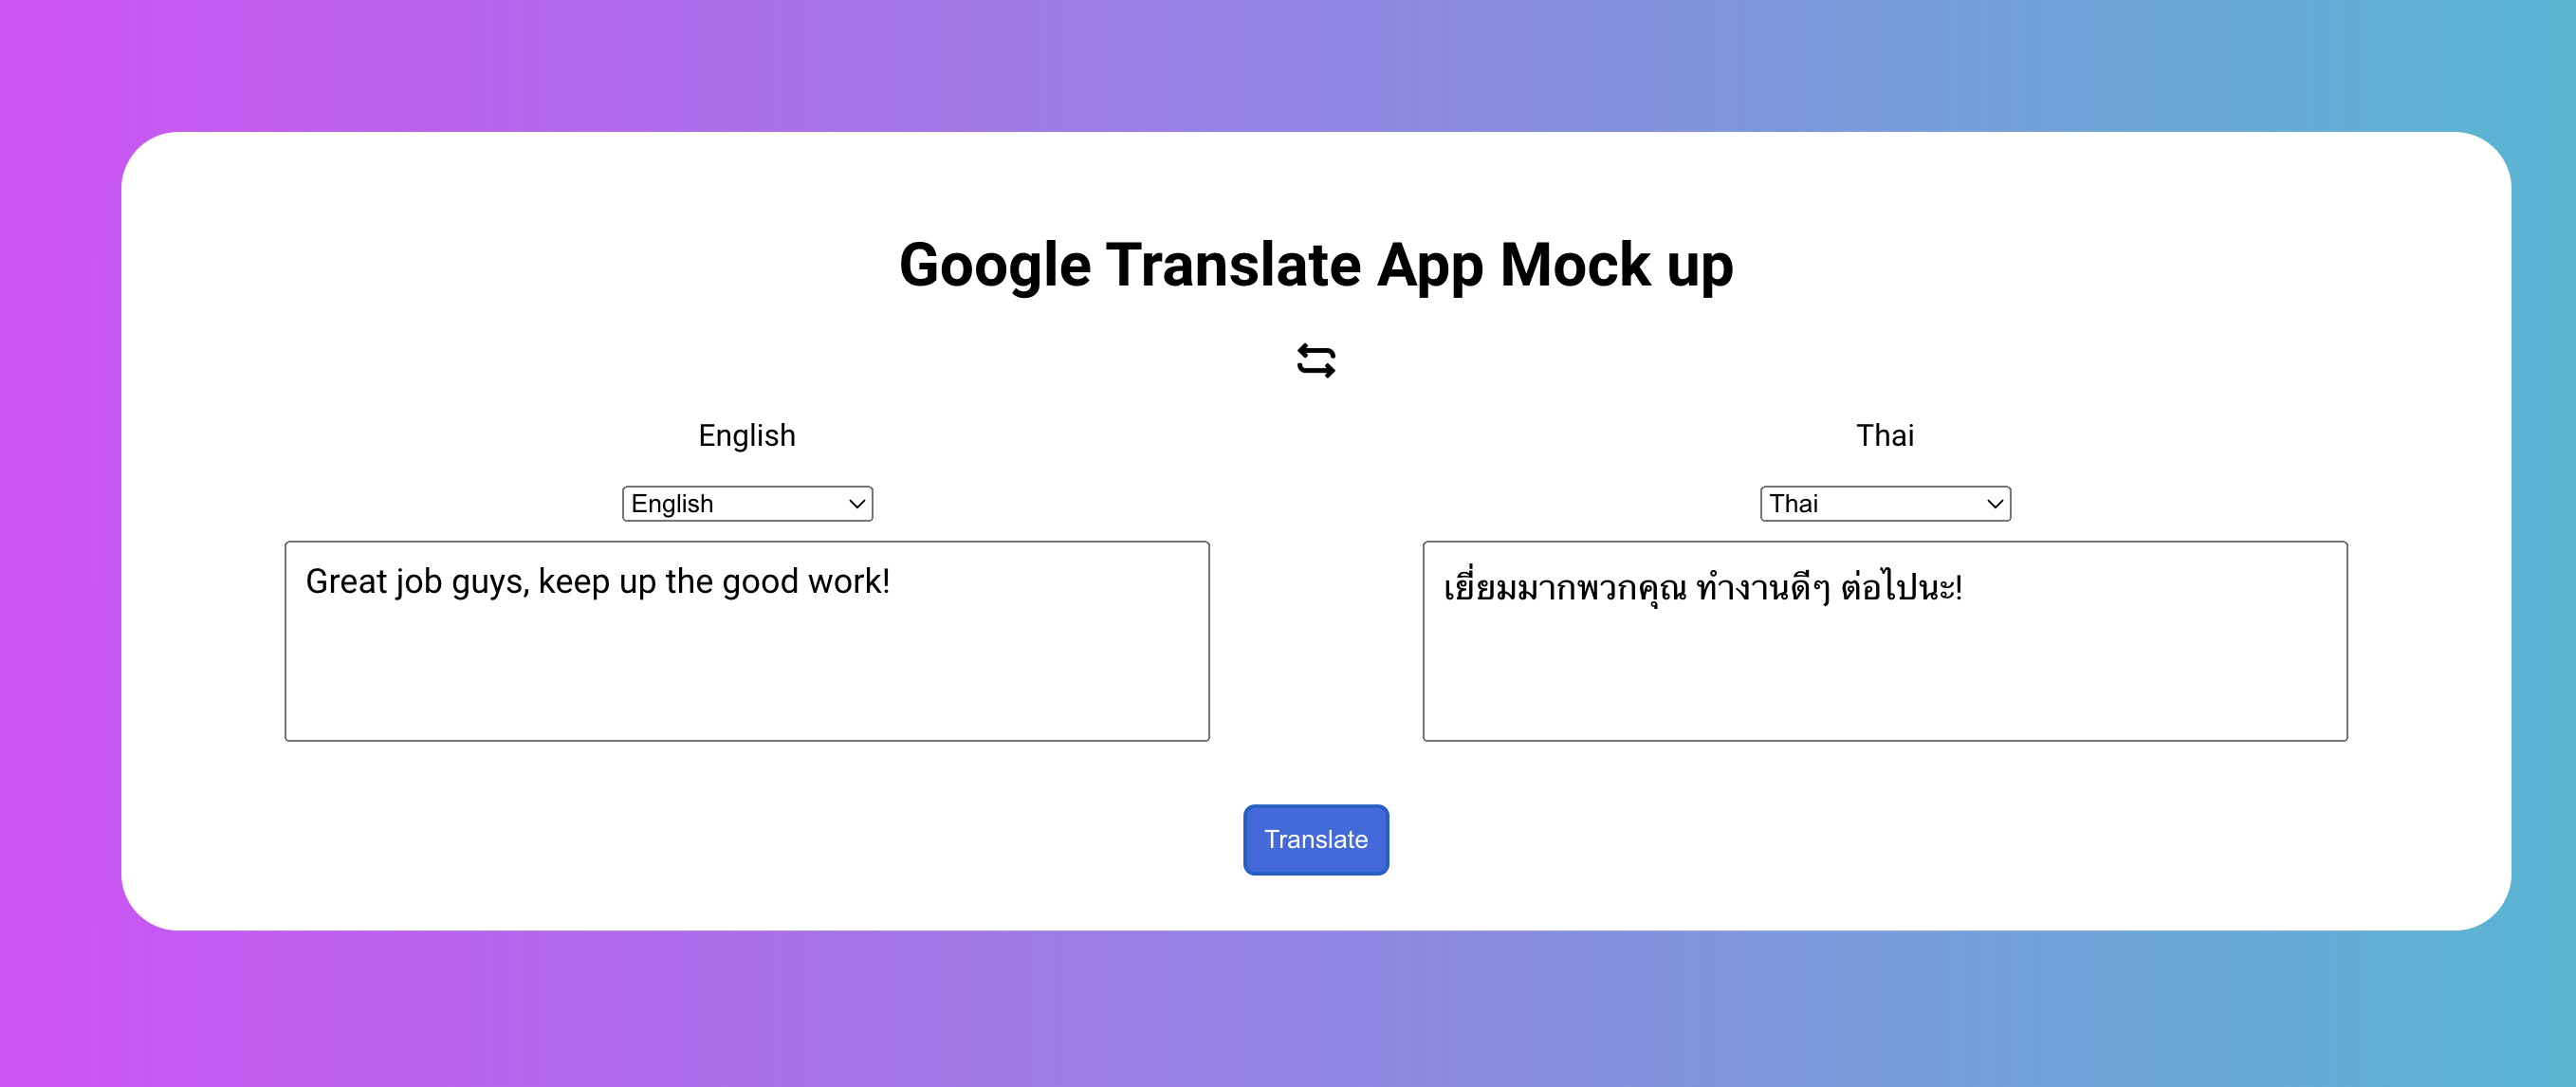 Google Translate App Mock up
English
Thai
English
Thai
Great job guys, keep up the good work!
เยี่ยมมากพวกคุณ ทำงานดีๆ ต่อไปนะ!
Translate